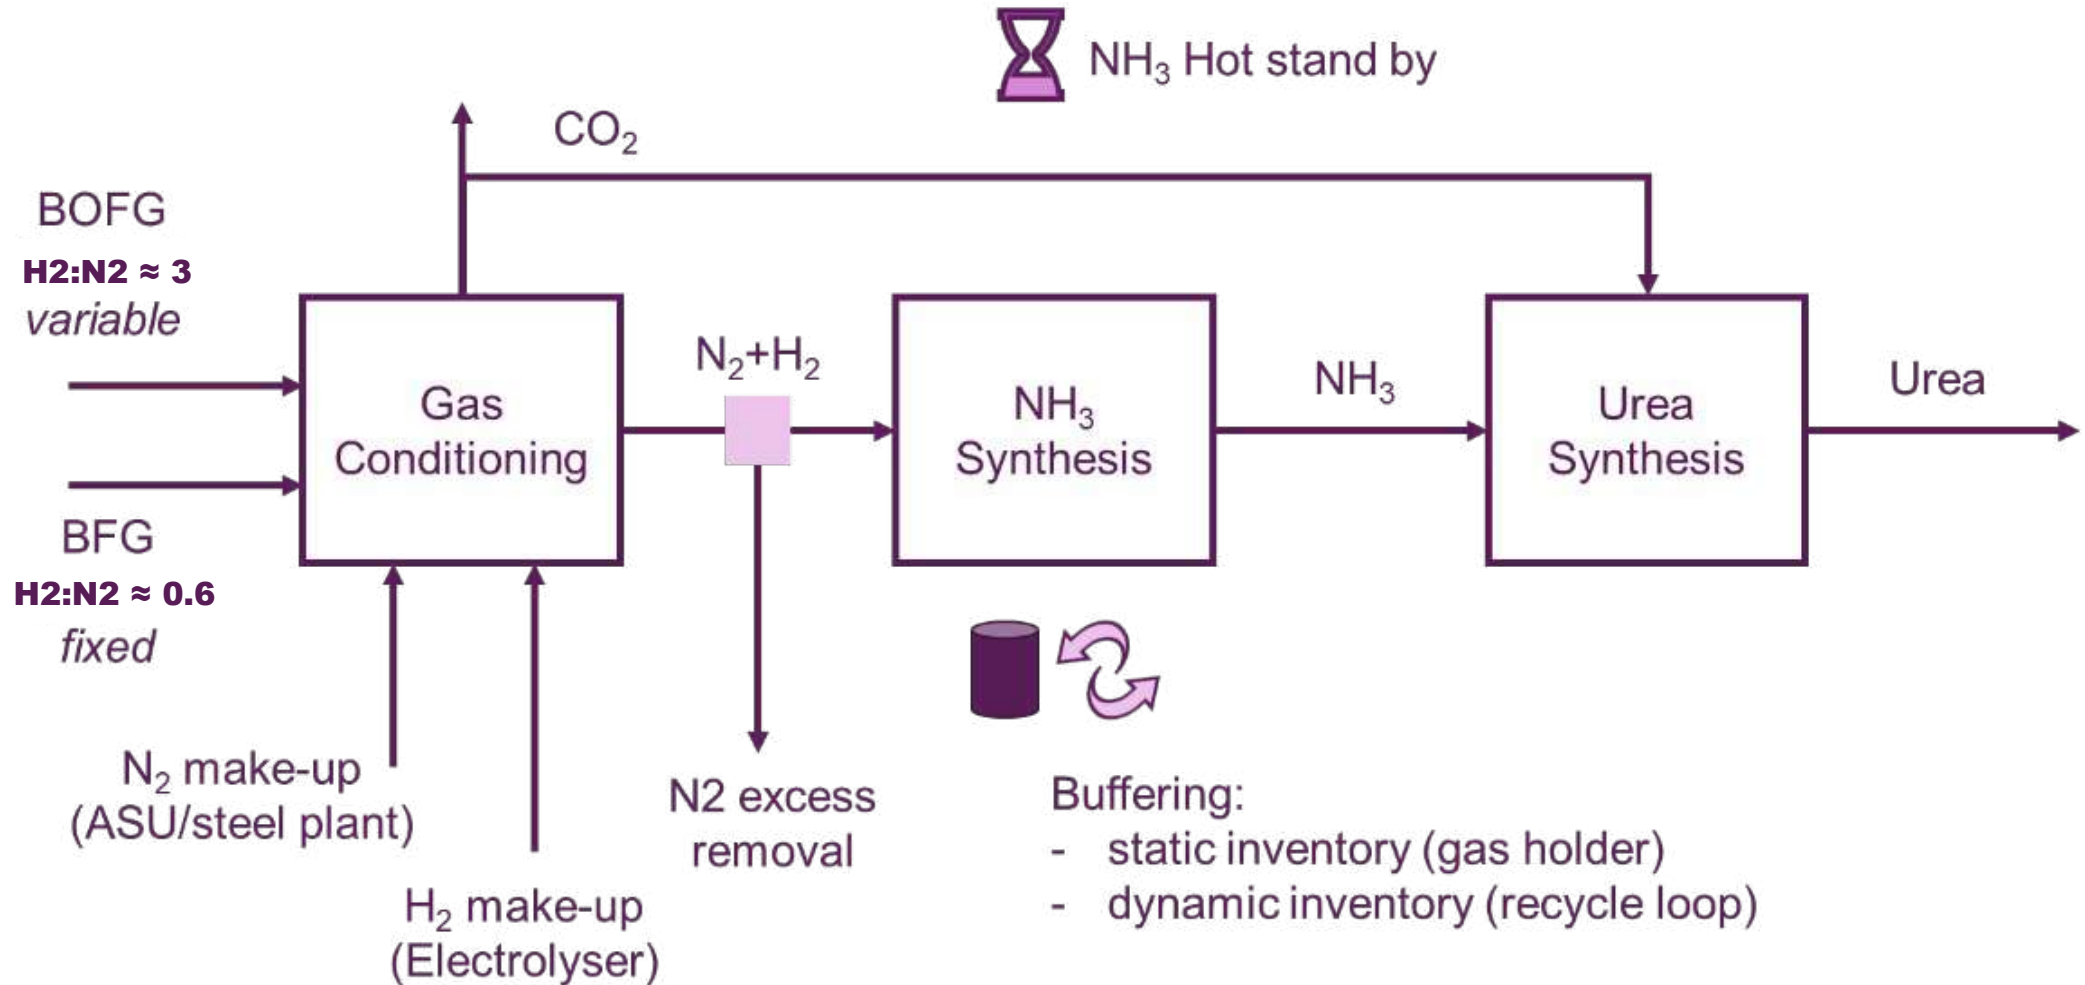 NH₃ Hot stand by
CO₂
BOFG
H2:N2 ≈ 3
variable
BFG
H2:N2 ≈ 0.6
fixed
Gas
Conditioning
N₂+H₂
NH₃
Synthesis
NH₃
Urea
Synthesis
Urea
N₂ make-up
(ASU/steel plant)
H₂ make-up
(Electrolyser)
N2 excess
removal
Buffering:
- static inventory (gas holder)
- dynamic inventory (recycle loop)